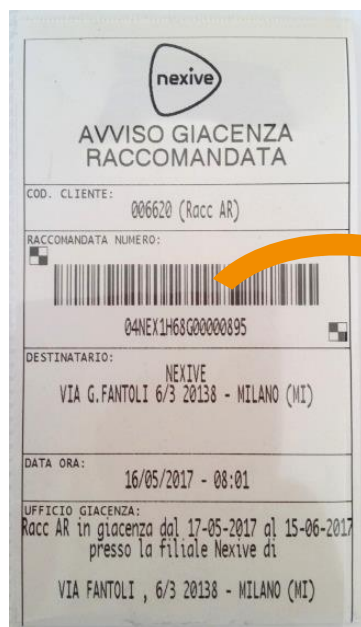 nexive
AVVISO GIACENZA
RACCOMANDATA
COD. CLIENTE:
006620 (Racc AR)
RACCOMANDATA NUMERO:
04NEX1H68G00000895
DESTINATARIO:
NEXIVE
VIA G.FANTOLI 6/3 20138 - MILANO (MI)
DATA ORA:
16/05/2017 - 08:01
UFFICIO GIACENZA:
Racc AR in giacenza dal 17-05-2017 al 15-06-2017
presso la filiale Nexive di
VIA FANTOLI , 6/3 20138 - MILANO (MI)